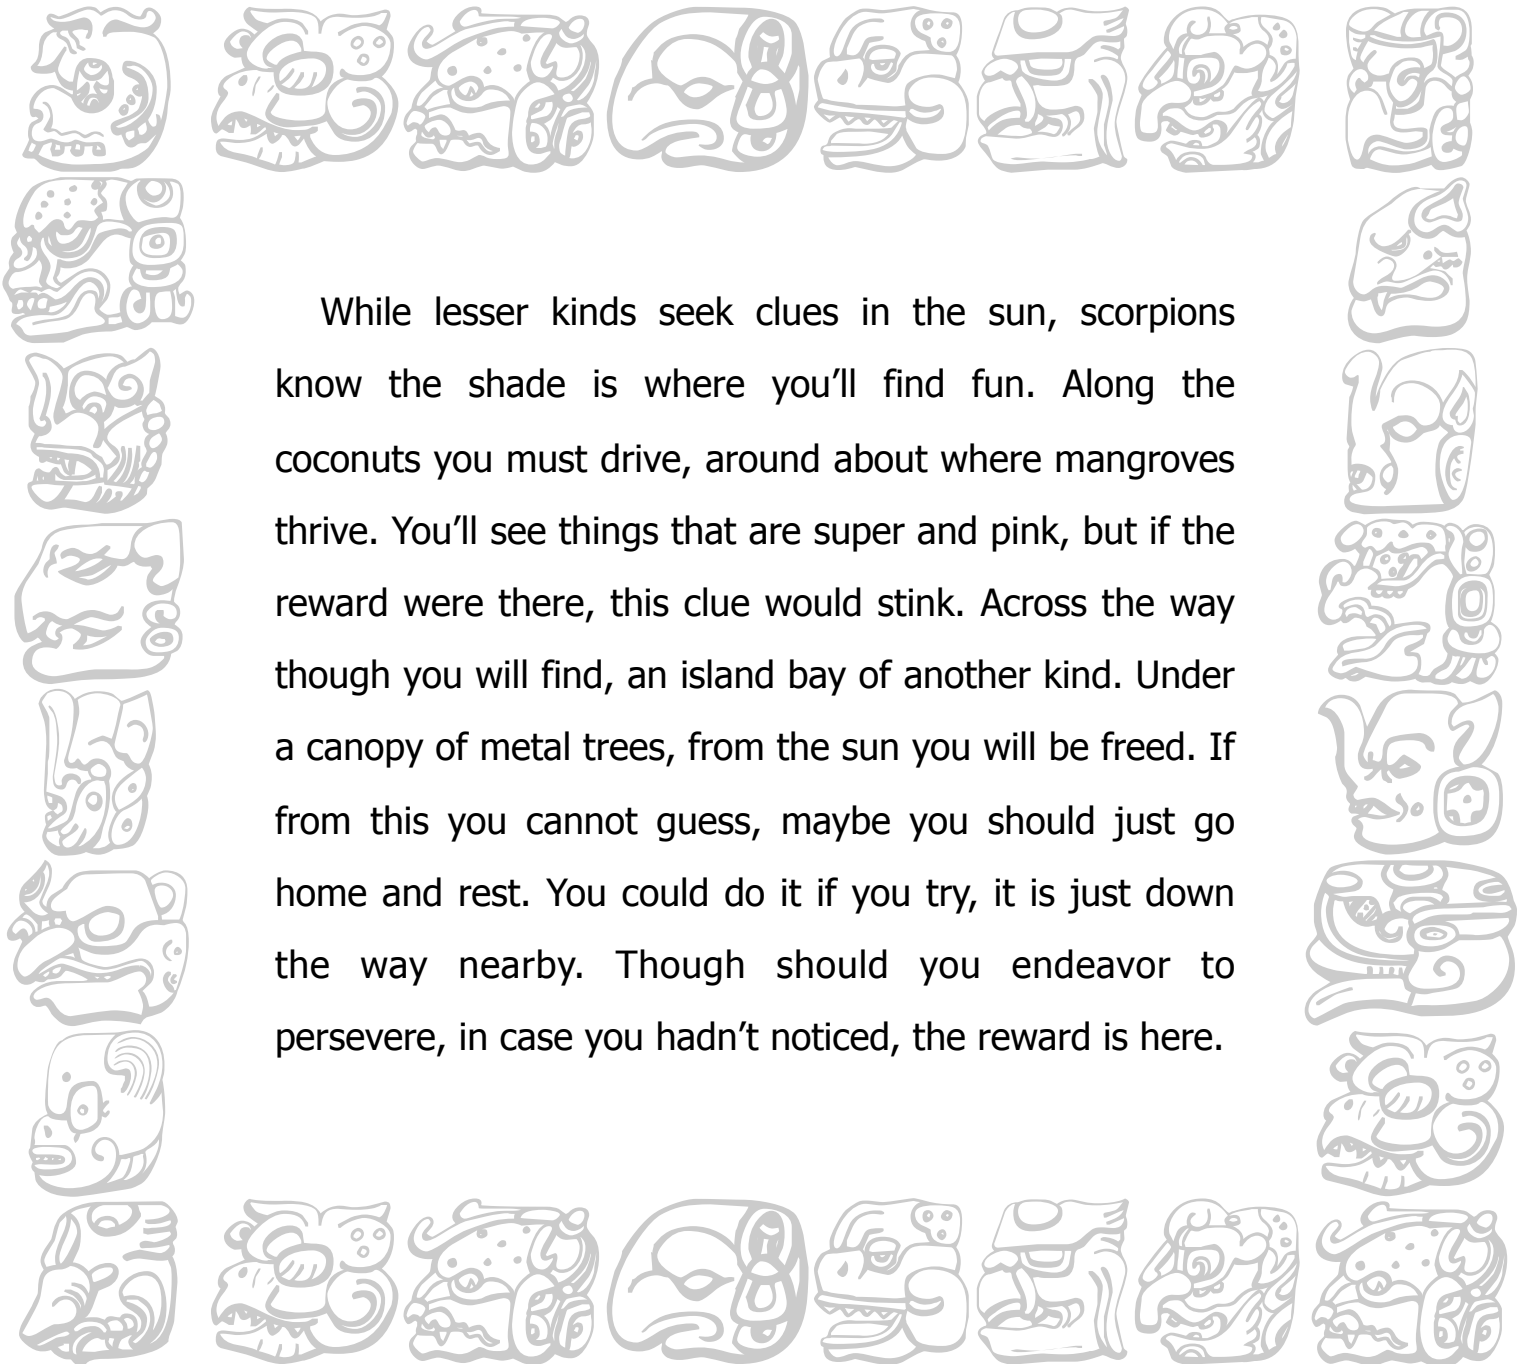 While lesser kinds seek clues in the sun, scorpions
know the shade is where you’ll find fun. Along the
coconuts you must drive, around about where mangroves
thrive. You’ll see things that are super and pink, but if the
reward were there, this clue would stink. Across the way
though you will find, an island bay of another kind. Under
a canopy of metal trees, from the sun you will be freed. If
from this you cannot guess, maybe you should just go
home and rest. You could do it if you try, it is just down
the way nearby. Though should you endeavor to
persevere, in case you hadn’t noticed, the reward is here.